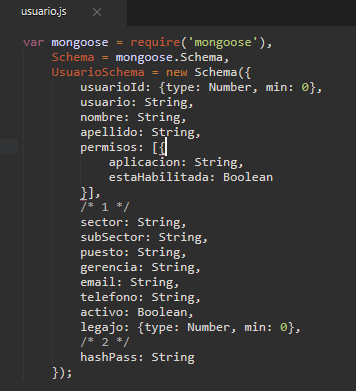 usuario.js
var mongoose = require('mongoose'),
    Schema = mongoose.Schema,
    UsuarioSchema = new Schema({
        usuarioId: {type: Number, min: 0},
        usuario: String,
        nombre: String,
        apellido: String,
        permisos: [{
            aplicacion: String,
            estaHabilitada: Boolean
        }],
        /* 1 */
        sector: String,
        subSector: String,
        puesto: String,
        gerencia: String,
        email: String,
        telefono: String,
        activo: Boolean,
        legajo: {type: Number, min: 0},
        /* 2 */
        hashPass: String
    });